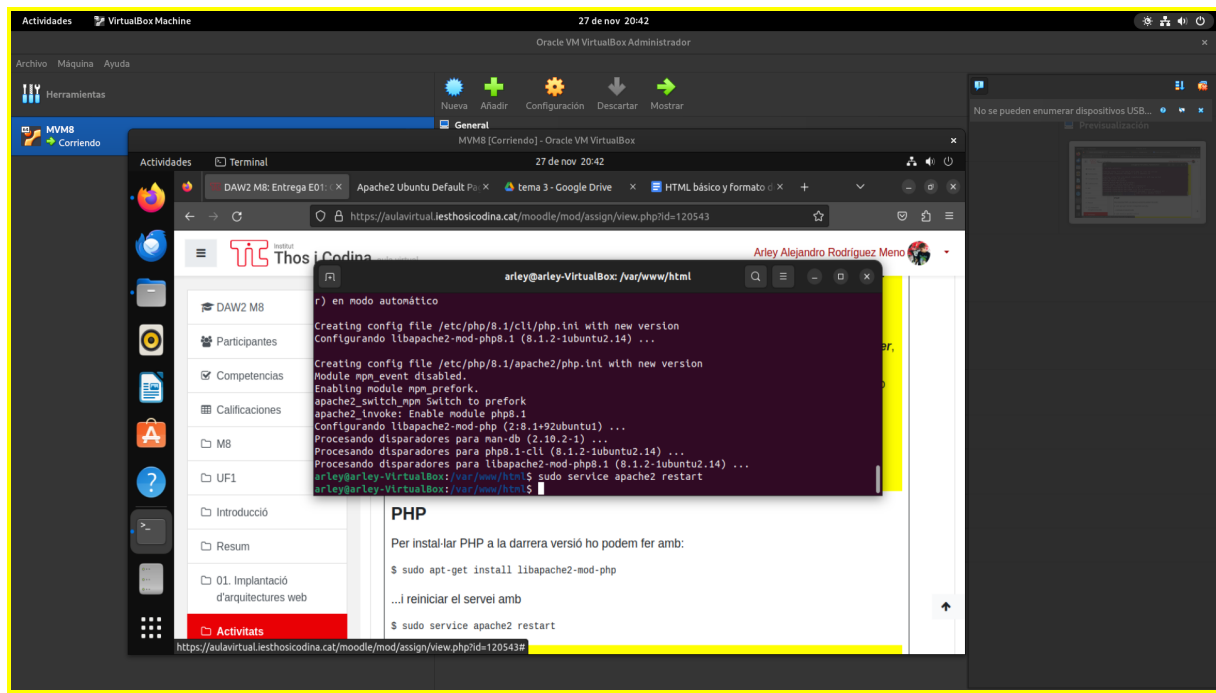 Actividades VirtualBox Machine 27 de nov 20:42
Oracle VM VirtualBox Administrador
Archivo Máquina Ayuda
Herramientas
Nueva Añadir Configuración Descartar Mostrar
No se pueden enumerar dispositivos USB...
MVM8
Corriendo
General
Previsualización
MVM8 [Corriendo] - Oracle VM VirtualBox
Actividades Terminal 27 de nov 20:42
DAW2 M8: Entrega E01: Apache2 Ubuntu Default Pa tema 3 - Google Drive HTML básico y formato d
https://aulavirtual.iesthosicodina.cat/moodle/mod/assign/view.php?id=120543
Institut
Thos i Codina
Arley Alejandro Rodríguez Meno
DAW2 M8
Participantes
Competencias
Calificaciones
M8
UF1
Introducció
Resum
01. Implantació
d'arquitectures web
Activitats
arley@arley-VirtualBox: /var/www/html
r) en modo automático
Creating config file /etc/php/8.1/cli/php.ini with new version
Configurando libapache2-mod-php8.1 (8.1.2-1ubuntu2.14) ...
Creating config file /etc/php/8.1/apache2/php.ini with new version
Module mpm_event disabled.
Enabling module mpm_prefork.
apache2_switch_mpm Switch to prefork
apache2_invoke: Enable module php8.1
Configurando libapache2-mod-php (2:8.1+92ubuntu1) ...
Procesando disparadores para man-db (2.10.2-1) ...
Procesando disparadores para php8.1-cli (8.1.2-1ubuntu2.14) ...
Procesando disparadores para libapache2-mod-php8.1 (8.1.2-1ubuntu2.14) ...
arley@arley-VirtualBox:/var/www/html$ sudo service apache2 restart
arley@arley-VirtualBox:/var/www/html$
er,
PHP
Per instal·lar PHP a la darrera versió ho podem fer amb:
$ sudo apt-get install libapache2-mod-php
...i reiniciar el servei amb
$ sudo service apache2 restart
https://aulavirtual.iesthosicodina.cat/moodle/mod/assign/view.php?id=120543#